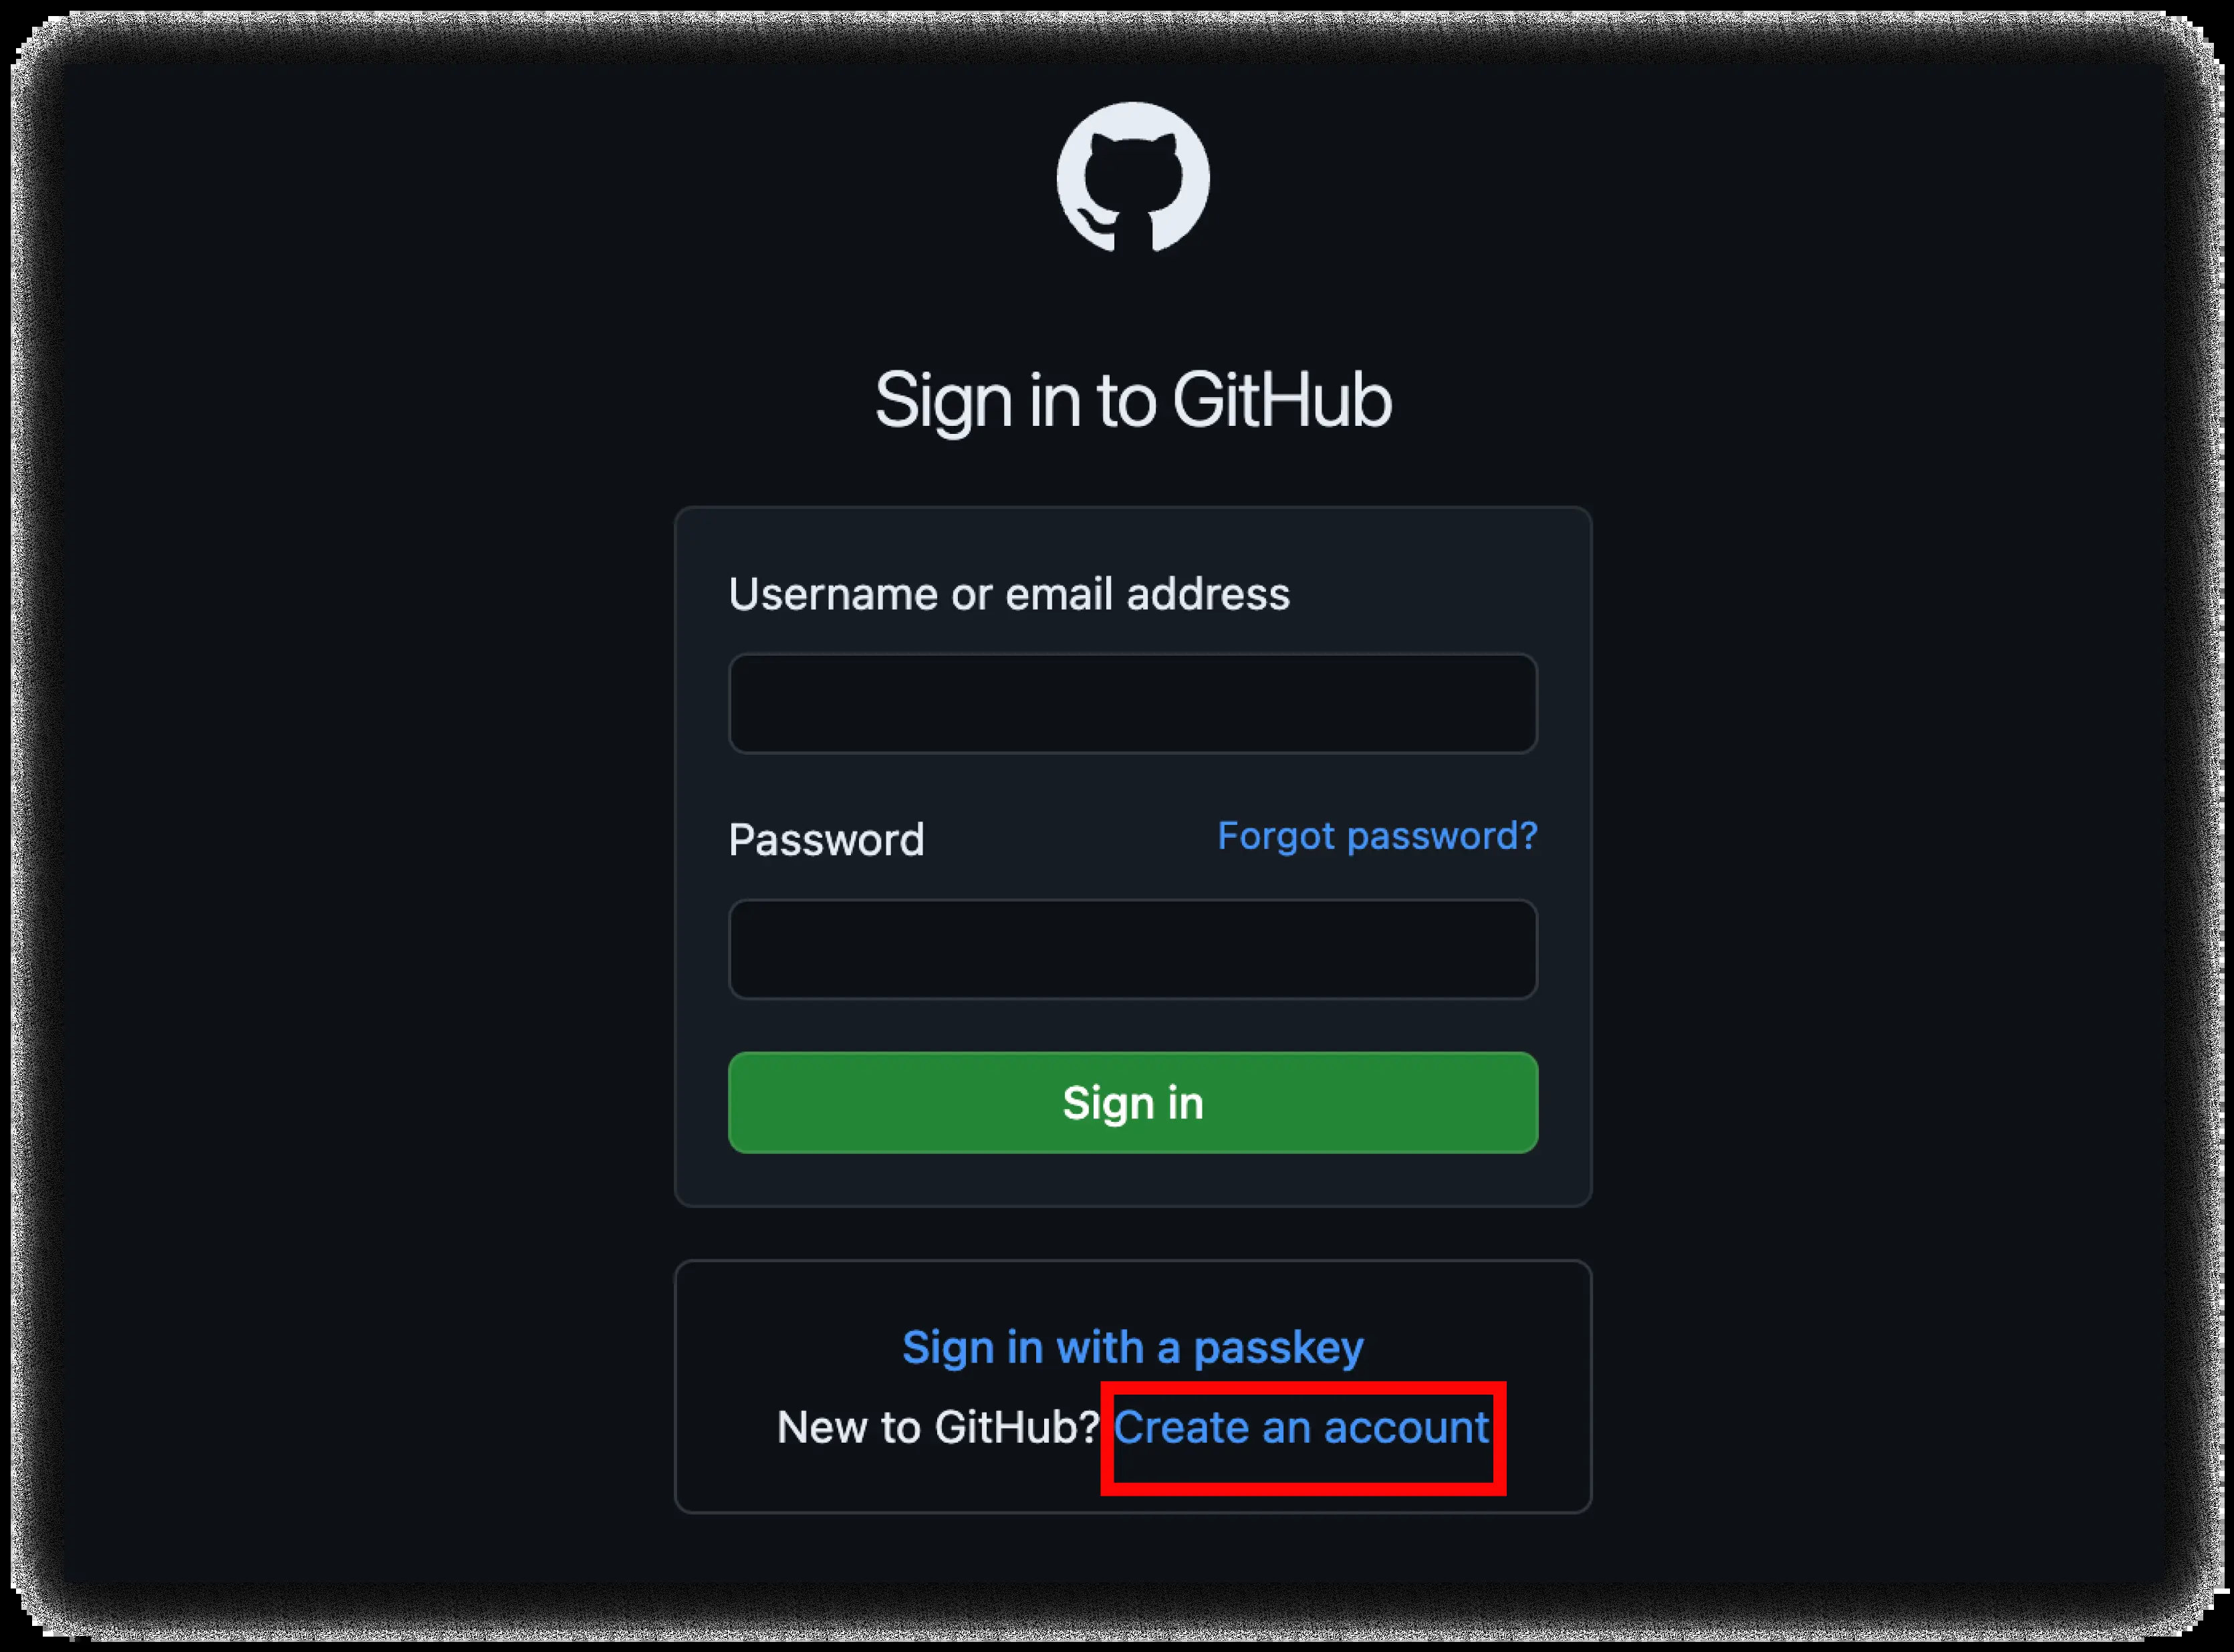 Sign in to GitHub
Username or email address
Password Forgot password?
Sign in
Sign in with a passkey
New to GitHub? Create an account